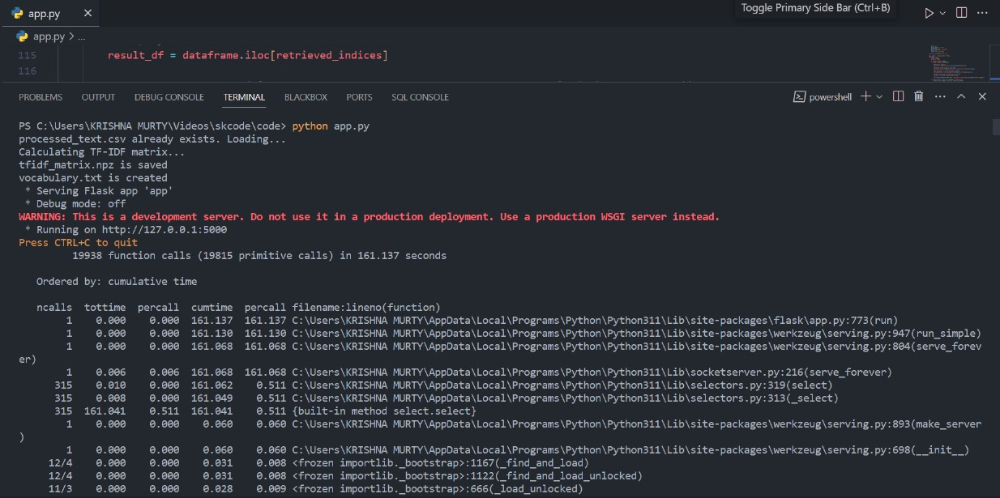 app.py
Toggle Primary Side Bar (Ctrl+B)
app.py > ...
115 result_df = dataframe.iloc[retrieved_indices]
116
PROBLEMS OUTPUT DEBUG CONSOLE TERMINAL BLACKBOX PORTS SQL CONSOLE powershell
PS C:\Users\KRISHNA MURTY\Videos\skcode\code> python app.py
processed_text.csv already exists. Loading...
Calculating TF-IDF matrix...
tfidf_matrix.npz is saved
vocabulary.txt is created
* Serving Flask app 'app'
* Debug mode: off
WARNING: This is a development server. Do not use it in a production deployment. Use a production WSGI server instead.
* Running on http://127.0.0.1:5000
Press CTRL+C to quit
19938 function calls (19815 primitive calls) in 161.137 seconds
Ordered by: cumulative time
ncalls tottime percall cumtime percall filename:lineno(function)
1 0.000 0.000 161.137 161.137 C:\Users\KRISHNA MURTY\AppData\Local\Programs\Python\Python311\Lib\site-packages\flask\app.py:773(run)
1 0.000 0.000 161.130 161.130 C:\Users\KRISHNA MURTY\AppData\Local\Programs\Python\Python311\Lib\site-packages\werkzeug\serving.py:947(run_simple)
1 0.000 0.000 161.068 161.068 C:\Users\KRISHNA MURTY\AppData\Local\Programs\Python\Python311\Lib\site-packages\werkzeug\serving.py:804(serve_forev
er)
1 0.006 0.006 161.068 161.068 C:\Users\KRISHNA MURTY\AppData\Local\Programs\Python\Python311\Lib\socketserver.py:216(serve_forever)
315 0.010 0.000 161.062 0.511 C:\Users\KRISHNA MURTY\AppData\Local\Programs\Python\Python311\Lib\selectors.py:319(select)
315 0.008 0.000 161.049 0.511 C:\Users\KRISHNA MURTY\AppData\Local\Programs\Python\Python311\Lib\selectors.py:313(_select)
315 161.041 0.511 161.041 0.511 {built-in method select.select}
1 0.000 0.000 0.060 0.060 C:\Users\KRISHNA MURTY\AppData\Local\Programs\Python\Python311\Lib\site-packages\werkzeug\serving.py:893(make_server
)
1 0.000 0.000 0.060 0.060 C:\Users\KRISHNA MURTY\AppData\Local\Programs\Python\Python311\Lib\site-packages\werkzeug\serving.py:698(__init__)
12/4 0.000 0.000 0.031 0.008 <frozen importlib._bootstrap>:1167(_find_and_load)
12/4 0.000 0.000 0.031 0.008 <frozen importlib._bootstrap>:1122(_find_and_load_unlocked)
11/3 0.000 0.000 0.028 0.009 <frozen importlib._bootstrap>:666(_load_unlocked)